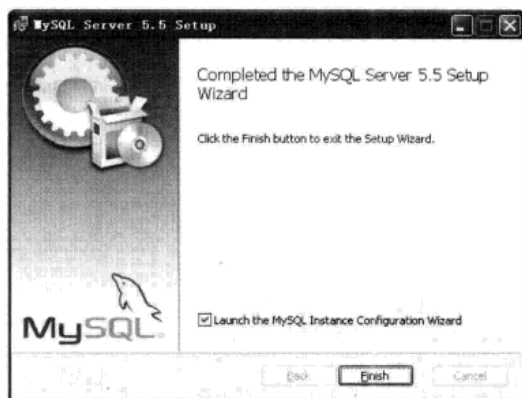 MySQL Server 5.5 Setup
Completed the MySQL Server 5.5 Setup
Wizard
Click the Finish button to exit the Setup Wizard.
MySQL
Launch the MySQL Instance Configuration Wizard
Back
Finish
Cancel